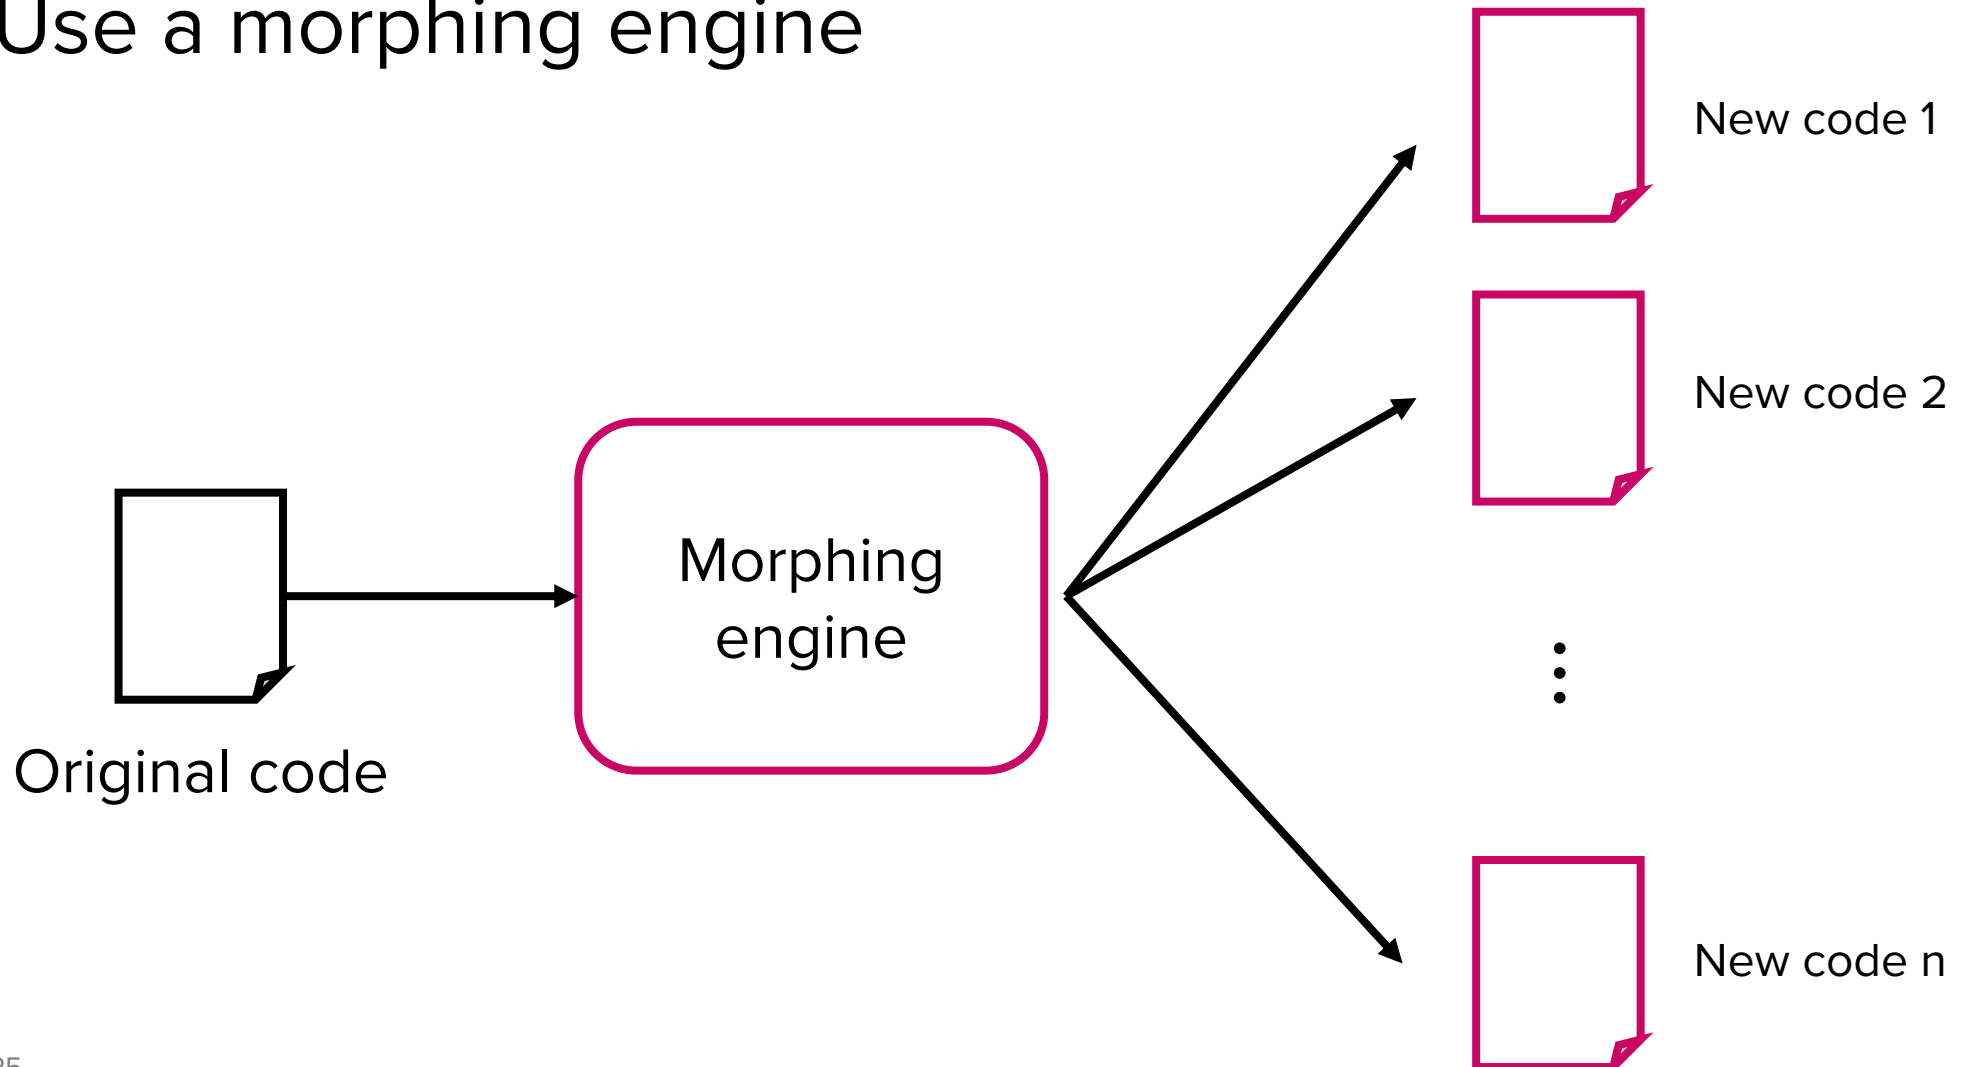 Use a morphing engine
New code 1
New code 2
Morphing
engine
Original code
New code n